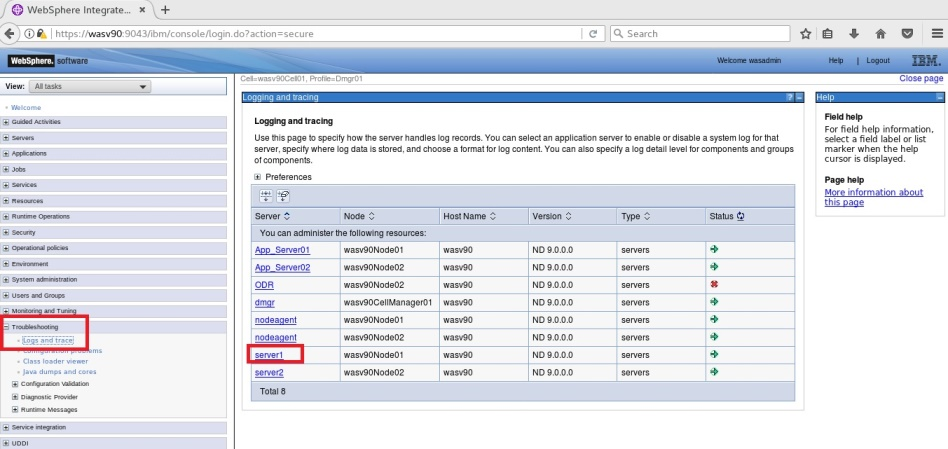 WebSphere Integrate...
https://wasv90:9043/ibm/console/login.do?action=secure
Search
WebSphere. software
Welcome wasadmin
Help | Logout
IBM.
View: All tasks
Cell=wasv90Cell01, Profile=Dmgr01
Close page
Welcome
Guided Activities
Servers
Applications
Jobs
Services
Resources
Runtime Operations
Security
Operational policies
Environment
System administration
Users and Groups
Monitoring and Tuning
Troubleshooting
Logs and trace
Configuration problems
Class loader viewer
Java dumps and cores
Configuration Validation
Diagnostic Provider
Runtime Messages
Service integration
UDDI
Logging and tracing
Logging and tracing
Use this page to specify how the server handles log records. You can select an application server to enable or disable a system log for that
server, specify where log data is stored, and choose a format for log content. You can also specify a log detail level for components and groups
of components.
Preferences
Server Node Host Name Version Type Status
You can administer the following resources:
App_Server01 wasv90Node01 wasv90 ND 9.0.0.0 servers
App_Server02 wasv90Node02 wasv90 ND 9.0.0.0 servers
ODR wasv90Node02 wasv90 ND 9.0.0.0 servers
dmgr wasv90CellManager01 wasv90 ND 9.0.0.0 servers
nodeagent wasv90Node01 wasv90 ND 9.0.0.0 servers
nodeagent wasv90Node02 wasv90 ND 9.0.0.0 servers
server1 wasv90Node01 wasv90 ND 9.0.0.0 servers
server2 wasv90Node02 wasv90 ND 9.0.0.0 servers
Total 8
Help
Field help
For field help information,
select a field label or list
marker when the help
cursor is displayed.
Page help
More information about
this page